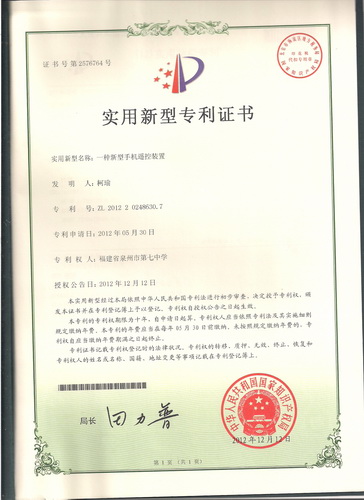 证书号第2570764号
实用新型专利证书
实用新型名称：一种新型手机遥控装置
发明人：柯瑜
专利号：ZL 2012 2 0248630.7
专利申请日：2012年05月30日
专利权人：福建省泉州市第七中学
授权公告日：2012年12月12日
本实用新型经过本局依照中华人民共和国专利法进行初步审查，决定授予专利权，颁
发本证书并在专利登记簿上予以登记。专利权自授权公告之日起生效。
本专利的专利权期限为十年，自申请日起算。专利权人应当依照专利法及其实施细则
规定缴纳年费。本专利的年费应当在每年05月30日前缴纳。未按照规定缴纳年费的，专
利权自应当缴纳年费期满之日起终止。
专利证书记载专利权登记时的法律状况。专利权的转移、质押、无效、终止、恢复和
专利权人的姓名或名称、国籍、地址变更等事项记载在专利登记簿上。
局长
田力普
中华人民共和国国家知识产权局
2012年12月12日
第1页（共1页）